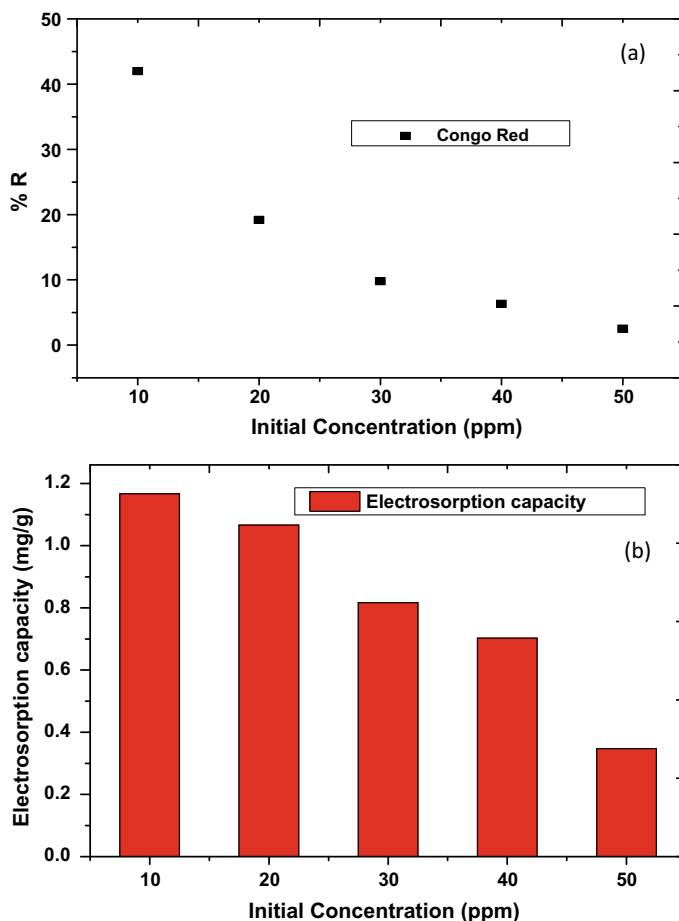 50
(a)
40
Congo Red
30
% R
20
10
0
10 20 30 40 50
Initial Concentration (ppm)
1.2
Electrosorption capacity
1.0
(b)
0.8
Electrosorption capacity (mg/g)
0.6
0.4
0.2
0.0
10 20 30 40 50
Initial Concentration (ppm)